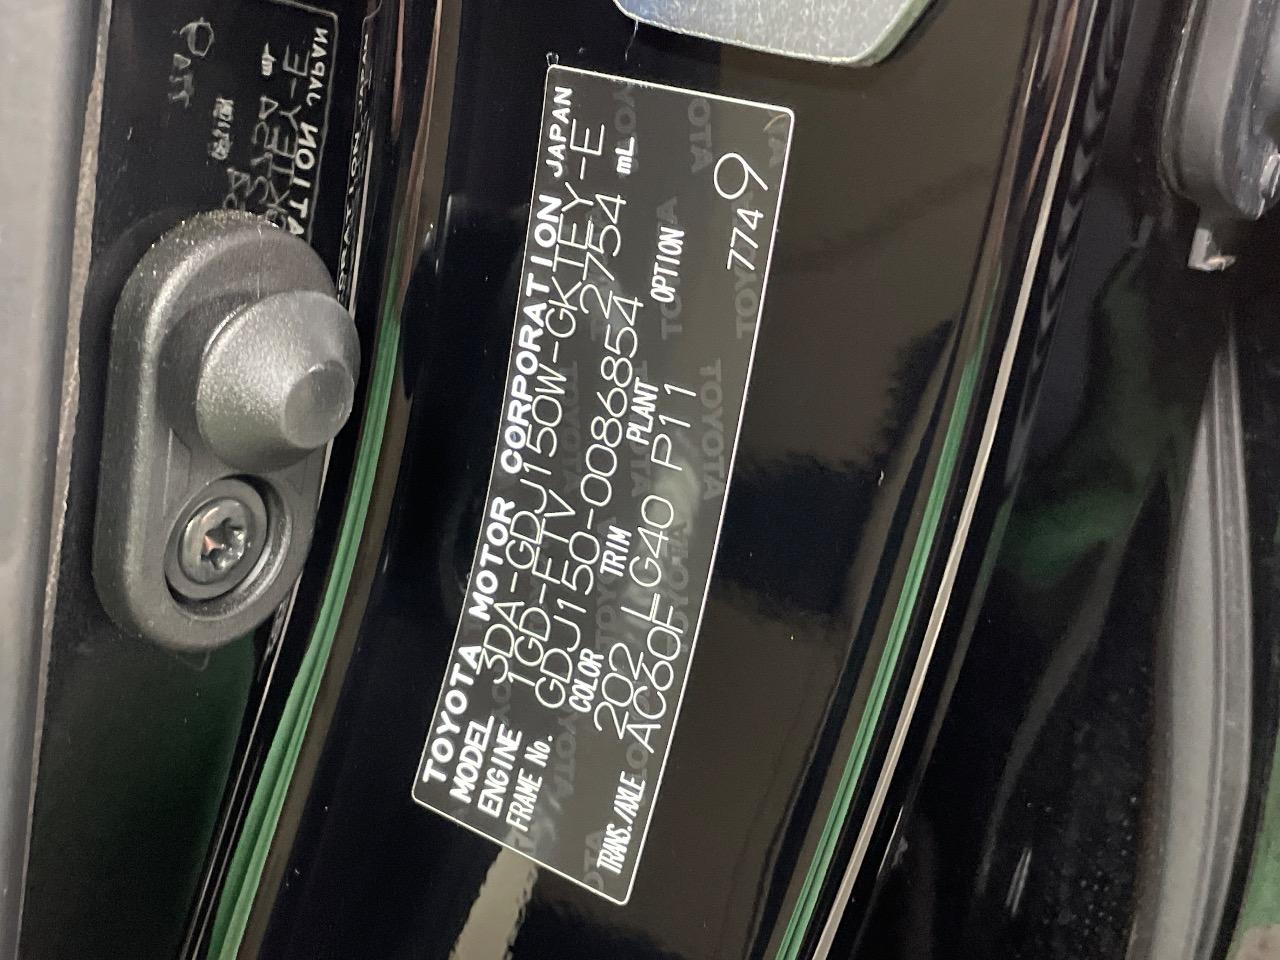 TOYOTA MOTOR CORPORATION JAPAN
MODEL 3DA-GDJ150W-GKTEY-E
ENGINE 1GD-FTV 2754 mL
FRAME No. GDJ150-0086854
COLOR TRIM PLANT OPTION
202 LG40 P11
TRANS./AXLE AC60F
7749